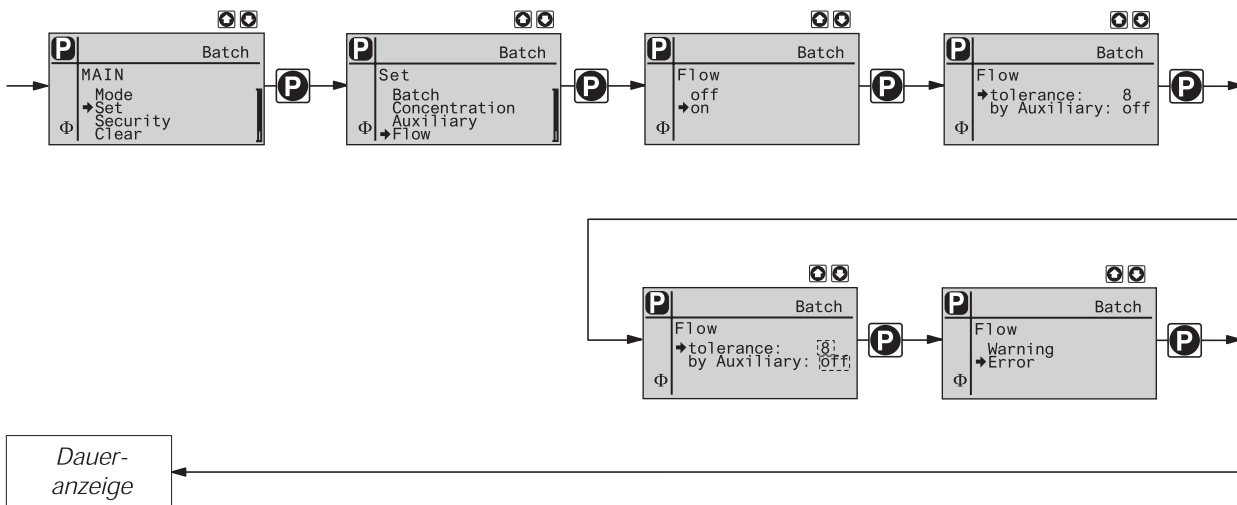 P Batch
MAIN
Mode
➔Set
Security
Φ Clear
P
P Batch
Set
Batch
Concentration
Auxiliary
Φ ➔Flow
P
P Batch
Flow
off
➔on
Φ
P
P Batch
Flow
➔tolerance: 8
by Auxiliary: off
Φ
P
P Batch
Flow
➔tolerance: 8
by Auxiliary: off
Φ
P
P Batch
Flow
Warning
➔Error
Φ
P
Dauer-
anzeige